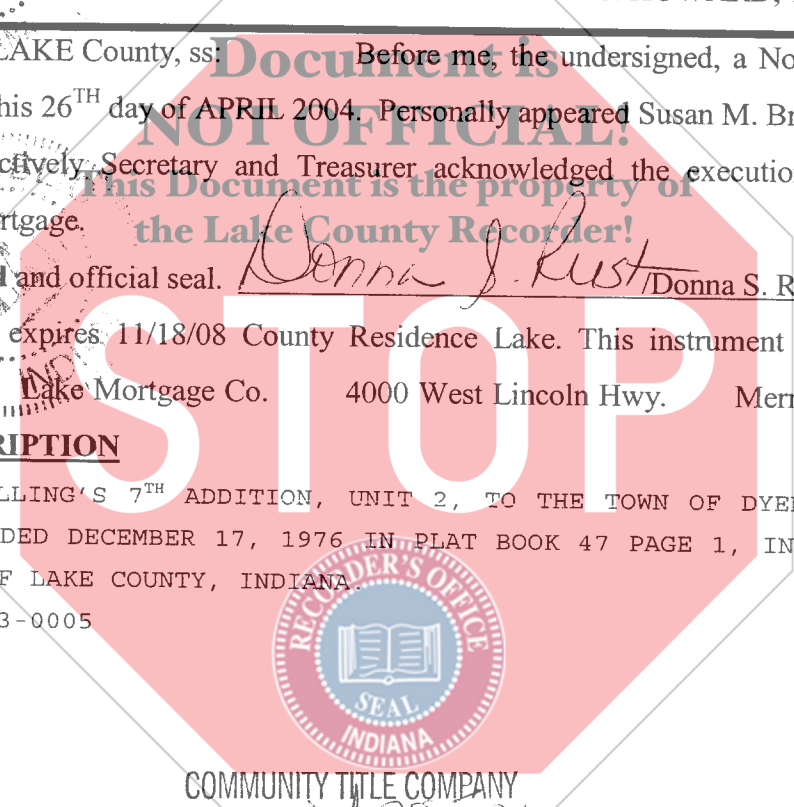 LAKE County, ss: Before me, the undersigned, a No
his 26TH day of APRIL 2004. Personally appeared Susan M. Br
ctively Secretary and Treasurer acknowledged the execution
rtgage.
d and official seal. Donna S. Rust /Donna S. R
expires 11/18/08 County Residence Lake. This instrument
Lake Mortgage Co. 4000 West Lincoln Hwy. Merr
RIPTION
LLING'S 7TH ADDITION, UNIT 2, TO THE TOWN OF DYE
DED DECEMBER 17, 1976 IN PLAT BOOK 47 PAGE 1, IN
F LAKE COUNTY, INDIANA.
3-0005
Document is
NOT OFFICIAL!
This Document is the property of
the Lake County Recorder!
STOP
RECORDER'S OFFICE
SEAL
INDIANA
COMMUNITY TITLE COMPANY